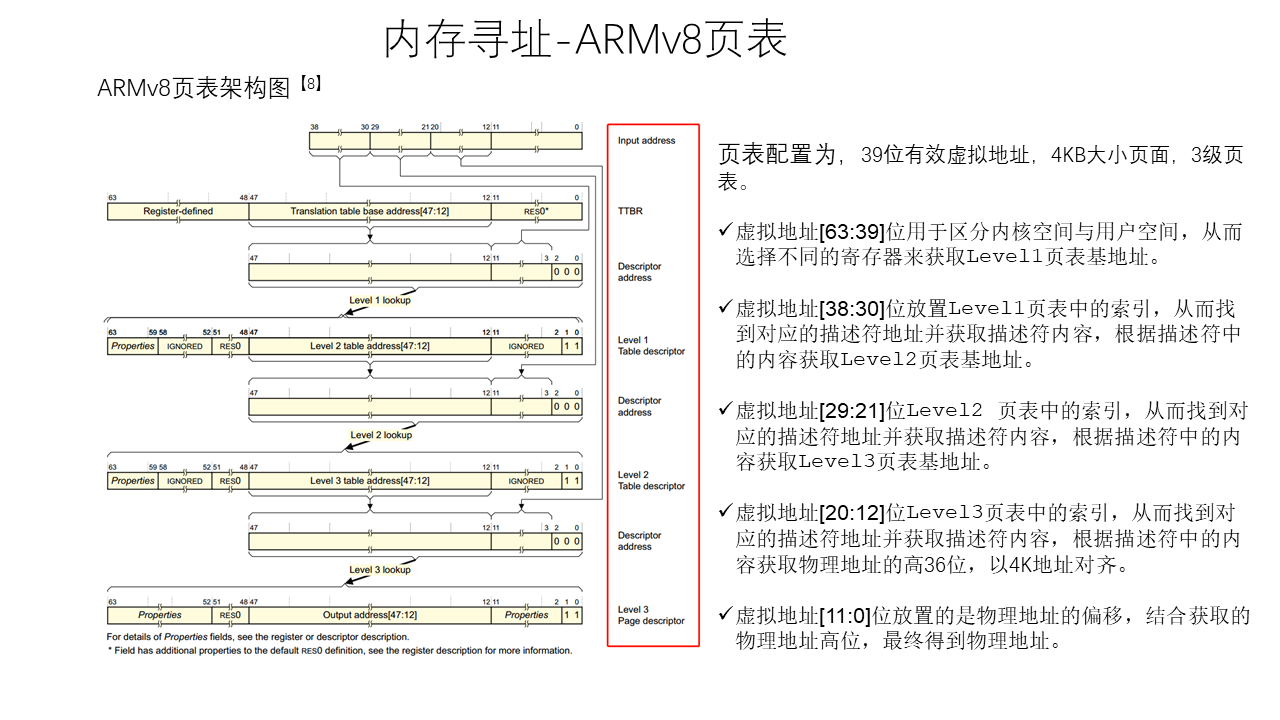 内存寻址-ARMv8页表
ARMv8页表架构图【8】
38 30 29 21 20 12 11 0
Input address
63 48 47 12 11 0
Register-defined Translation table base address[47:12] RES0*
TTBR
47 12 11 3 2 0
0 0 0
Descriptor
address
Level 1 lookup
63 59 58 52 51 48 47 12 11 2 1 0
Properties IGNORED RES0 Level 2 table address[47:12] IGNORED 1 1
Level 1
Table descriptor
47 12 11 3 2 0
0 0 0
Descriptor
address
Level 2 lookup
63 59 58 52 51 48 47 12 11 2 1 0
Properties IGNORED RES0 Level 3 table address[47:12] IGNORED 1 1
Level 2
Table descriptor
47 12 11 3 2 0
0 0 0
Descriptor
address
Level 3 lookup
63 52 51 48 47 12 11 2 1 0
Properties RES0 Output address[47:12] Properties 1 1
Level 3
Page descriptor
For details of Properties fields, see the register or descriptor description.
* Field has additional properties to the default RES0 definition, see the register description for more information.
页表配置为，39位有效虚拟地址，4KB大小页面，3级页
表。
✓虚拟地址[63:39]位用于区分内核空间与用户空间，从而
选择不同的寄存器来获取Level1页表基地址。
✓虚拟地址[38:30]位放置Level1页表中的索引，从而找
到对应的描述符地址并获取描述符内容，根据描述符中
的内容获取Level2页表基地址。
✓虚拟地址[29:21]位Level2 页表中的索引，从而找到对
应的描述符地址并获取描述符内容，根据描述符中的内
容获取Level3页表基地址。
✓虚拟地址[20:12]位Level3页表中的索引，从而找到对
应的描述符地址并获取描述符内容，根据描述符中的内
容获取物理地址的高36位，以4K地址对齐。
✓虚拟地址[11:0]位放置的是物理地址的偏移，结合获取的
物理地址高位，最终得到物理地址。